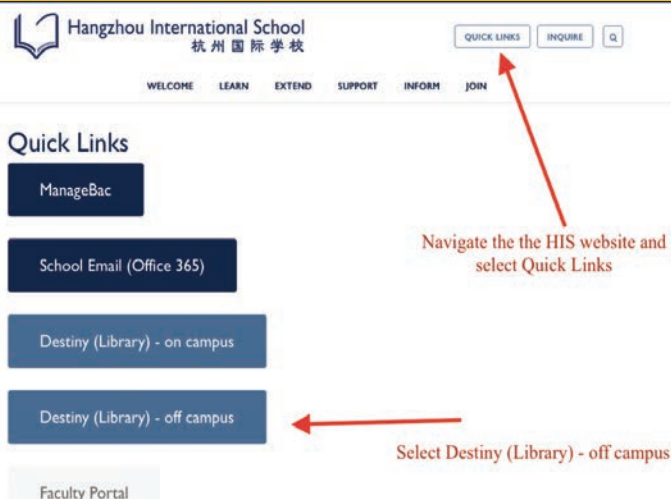 Hangzhou International School
杭州国际学校
QUICK LINKS
INQUIRE
WELCOME LEARN EXTEND SUPPORT INFORM JOIN
Quick Links
ManageBac
Navigate the the HIS website and
select Quick Links
School Email (Office 365)
Destiny (Library) - on campus
Destiny (Library) - off campus
Select Destiny (Library) - off campus
Faculty Portal